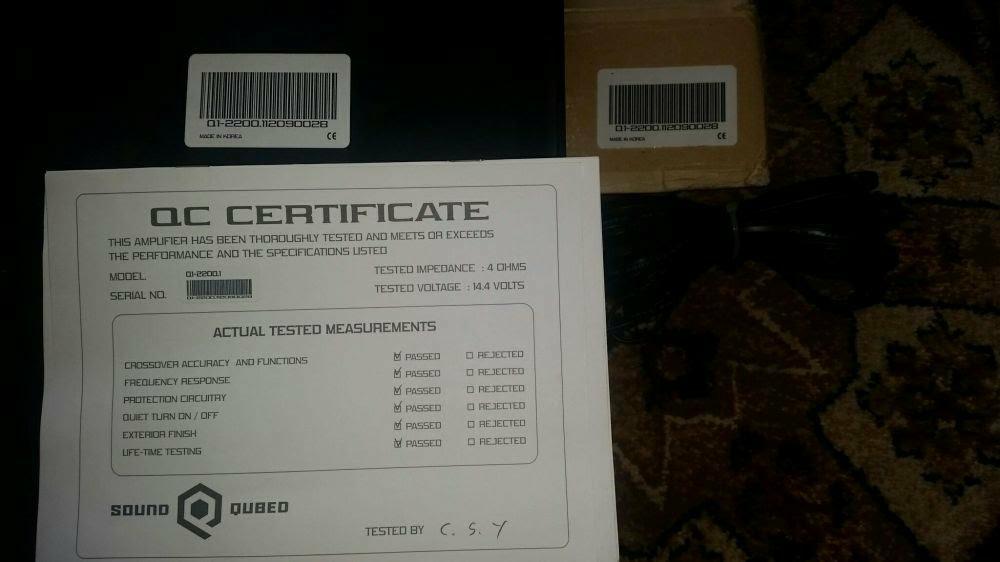 Q1-2200.112090028
MADE IN KOREA CE
Q1-2200.112090028
MADE IN KOREA CE
QC CERTIFICATE
THIS AMPLIFIER HAS BEEN THOROUGHLY TESTED AND MEETS OR EXCEEDS
THE PERFORMANCE AND THE SPECIFICATIONS LISTED
MODEL. Q1-2200.1 TESTED IMPEDANCE : 4 OHMS
SERIAL NO. Q1-2200.112090028 TESTED VOLTAGE : 14.4 VOLTS
ACTUAL TESTED MEASUREMENTS
CROSSOVER ACCURACY AND FUNCTIONS PASSED REJECTED
FREQUENCY RESPONSE PASSED REJECTED
PROTECTION CIRCUITRY PASSED REJECTED
QUIET TURN ON / OFF PASSED REJECTED
EXTERIOR FINISH PASSED REJECTED
LIFE-TIME TESTING PASSED REJECTED
SOUND QUBED
TESTED BY C. S. Y